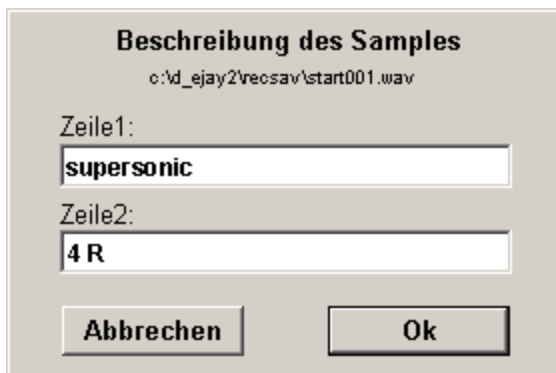 Beschreibung des Samples
c:\d_ejay2\recsav\start001.wav
Zeile1:
supersonic
Zeile2:
4 R
Abbrechen Ok